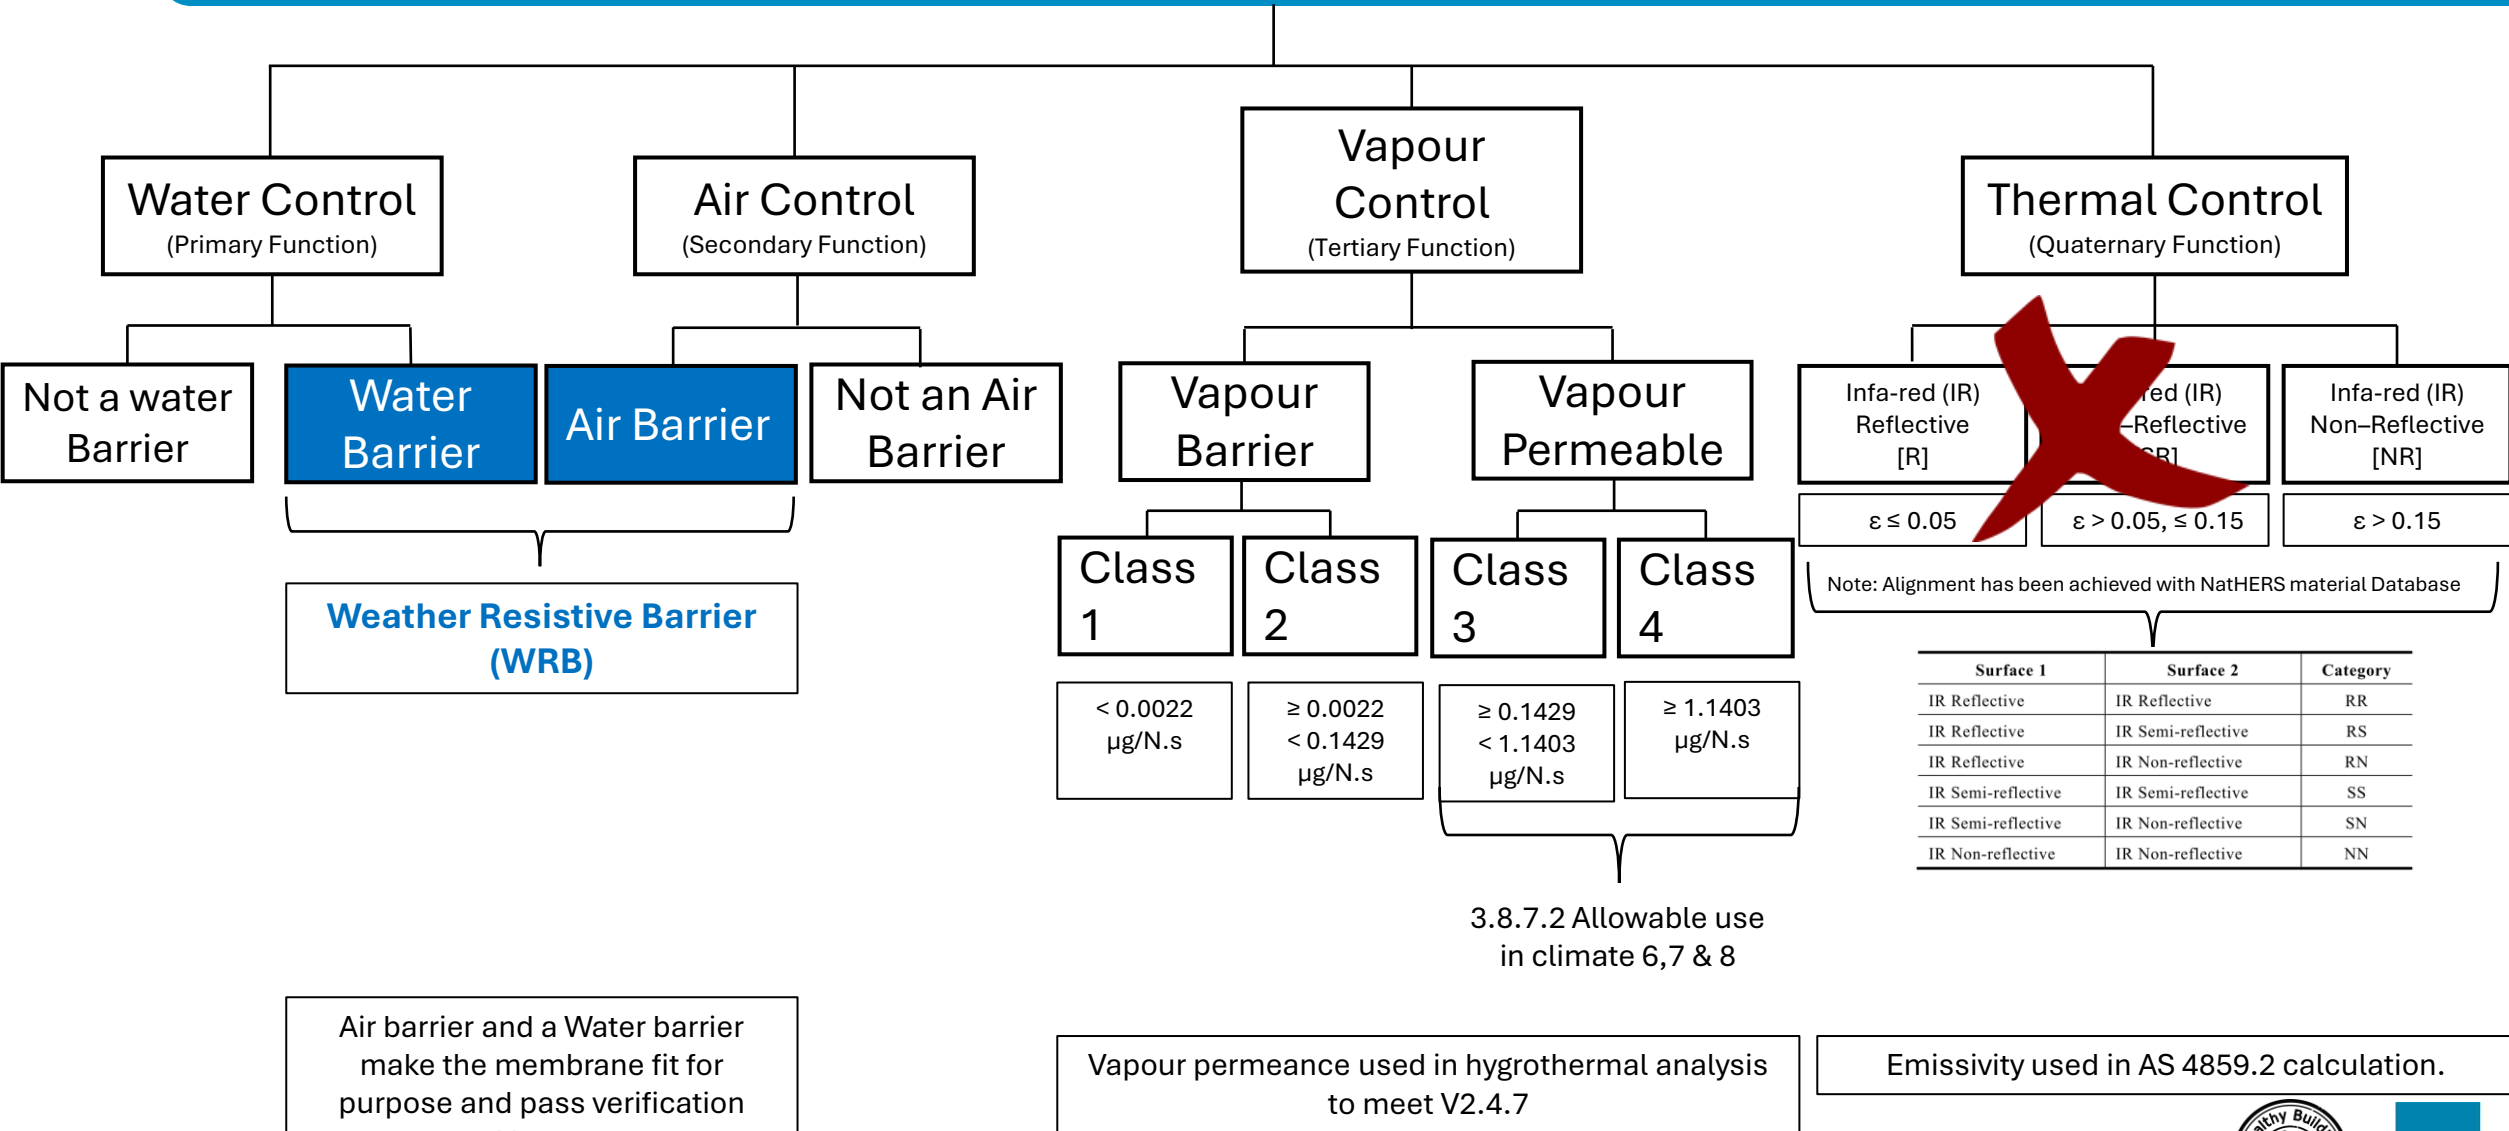 Water Control
(Primary Function)
Air Control
(Secondary Function)
Vapour
Control
(Tertiary Function)
Thermal Control
(Quaternary Function)
Not a water
Barrier
Water
Barrier
Air Barrier
Not an Air
Barrier
Vapour
Barrier
Vapour
Permeable
Infa-red (IR)
Reflective
[R]
red (IR)
–Reflective
Infa-red (IR)
Non–Reflective
[NR]
ε ≤ 0.05
ε > 0.05, ≤ 0.15
ε > 0.15
Weather Resistive Barrier
(WRB)
Class
1
Class
2
Class
3
Class
4
< 0.0022
µg/N.s
≥ 0.0022
< 0.1429
µg/N.s
≥ 0.1429
< 1.1403
µg/N.s
≥ 1.1403
µg/N.s
Note: Alignment has been achieved with NatHERS material Database
Surface 1 Surface 2 Category
IR Reflective IR Reflective RR
IR Reflective IR Semi-reflective RS
IR Reflective IR Non-reflective RN
IR Semi-reflective IR Semi-reflective SS
IR Semi-reflective IR Non-reflective SN
IR Non-reflective IR Non-reflective NN
3.8.7.2 Allowable use
in climate 6,7 & 8
Air barrier and a Water barrier
make the membrane fit for
purpose and pass verification
Vapour permeance used in hygrothermal analysis
to meet V2.4.7
Emissivity used in AS 4859.2 calculation.